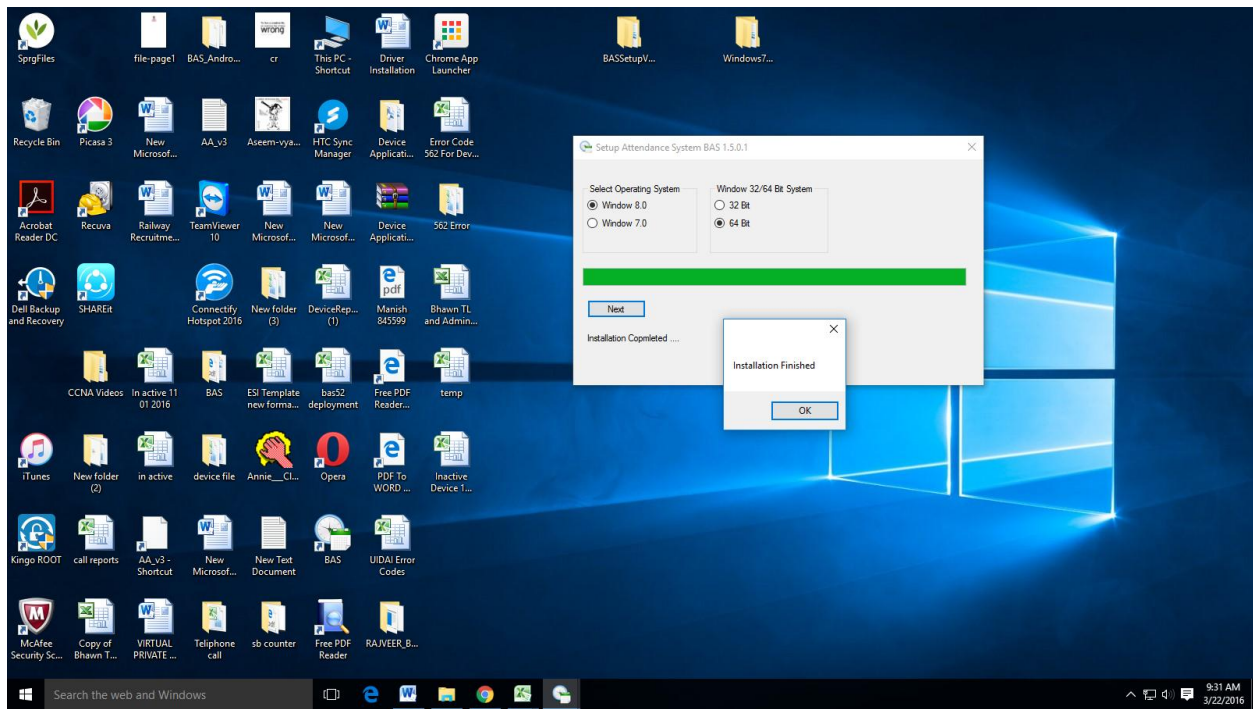 SprgFiles
file-page1
BAS_Andro...
wrong
cr
This PC -
Shortcut
Driver
Installation
Chrome App
Launcher
BASSetupV...
Windows7...
Recycle Bin
Picasa 3
New
Microsof...
AA_v3
Aseem-vya...
HTC Sync
Manager
Device
Applicati...
Error Code
562 For Dev...
Acrobat
Reader DC
Recuva
Railway
Recruitme...
TeamViewer
10
New
Microsof...
New
Microsof...
Device
Applicati...
562 Error
Dell Backup
and Recovery
SHAREit
Connectify
Hotspot 2016
New folder
(3)
DeviceRep...
(1)
pdf
Manish
845599
Bhawn TL
and Admin...
CCNA Videos
In active 11
01 2016
BAS
ESI Template
new forma...
bas52
deployment
Free PDF
Reader...
temp
iTunes
New folder
(2)
in active
device file
Annie__Cl...
Opera
PDF To
WORD ...
Inactive
Device 1...
Kingo ROOT
call reports
AA_v3 -
Shortcut
New
Microsof...
New Text
Document
BAS
UIDAI Error
Codes
McAfee
Security Sc...
Copy of
Bhawn T...
VIRTUAL
PRIVATE ...
Teliphone
call
sb counter
Free PDF
Reader
RAJVEER_B...
Setup Attendance System BAS 1.5.0.1
Select Operating System
Window 8.0
Window 7.0
Window 32/64 Bit System
32 Bit
64 Bit
Next
Installation Copmleted ....
Installation Finished
OK
Search the web and Windows
9:31 AM
3/22/2016